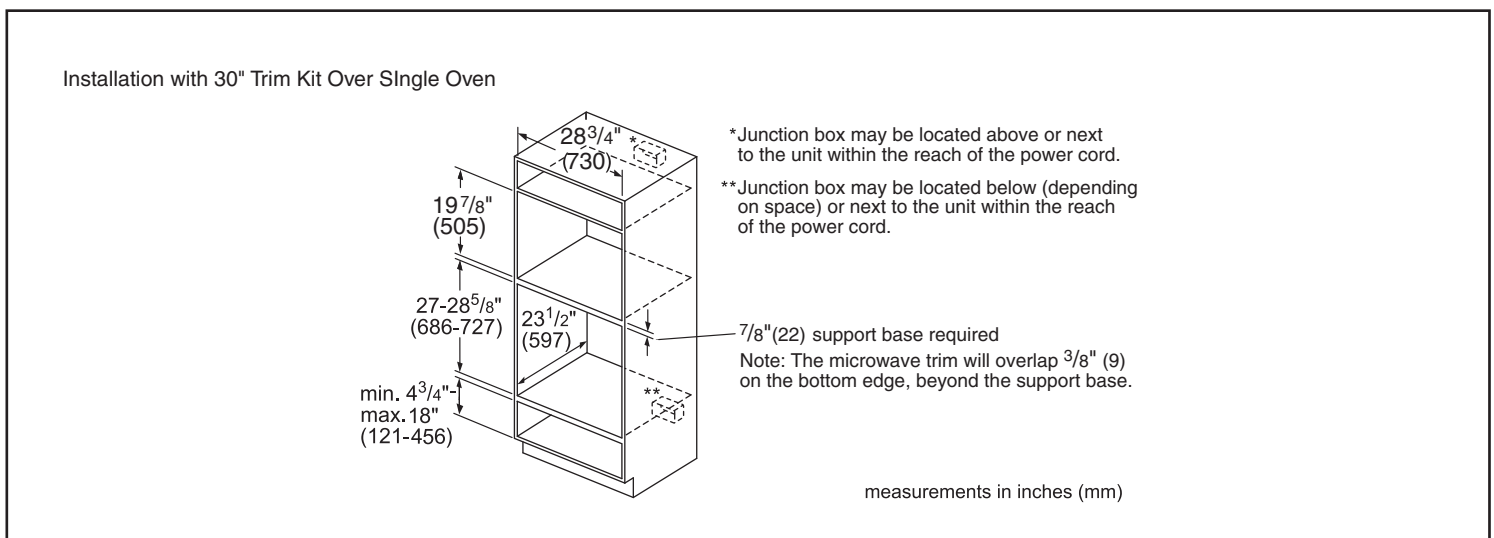 Installation with 30" Trim Kit Over SIngle Oven
28 3/4"
(730)
*
*Junction box may be located above or next
to the unit within the reach of the power cord.
**Junction box may be located below (depending
on space) or next to the unit within the reach
of the power cord.
19 7/8"
(505)
27-28 5/8"
(686-727)
23 1/2"
(597)
7/8"(22) support base required
Note: The microwave trim will overlap 3/8" (9)
on the bottom edge, beyond the support base.
min. 4 3/4"-
max.18"
(121-456)
**
measurements in inches (mm)